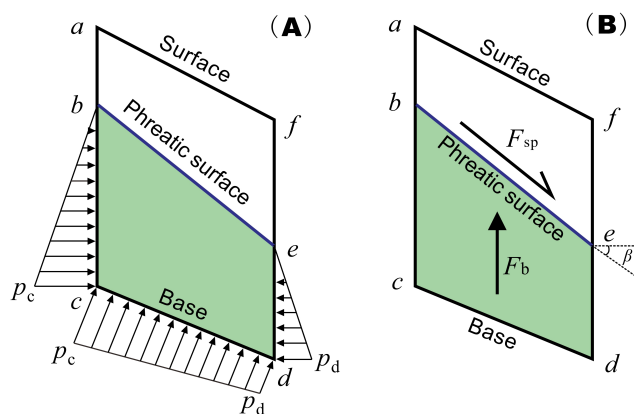 (A)
a
Surface
b
Phreatic surface
f
e
p_c
c
Base
p_c
d
p_d
p_d
(B)
a
Surface
b
f
F_sp
Phreatic surface
e
β
F_b
c
Base
d